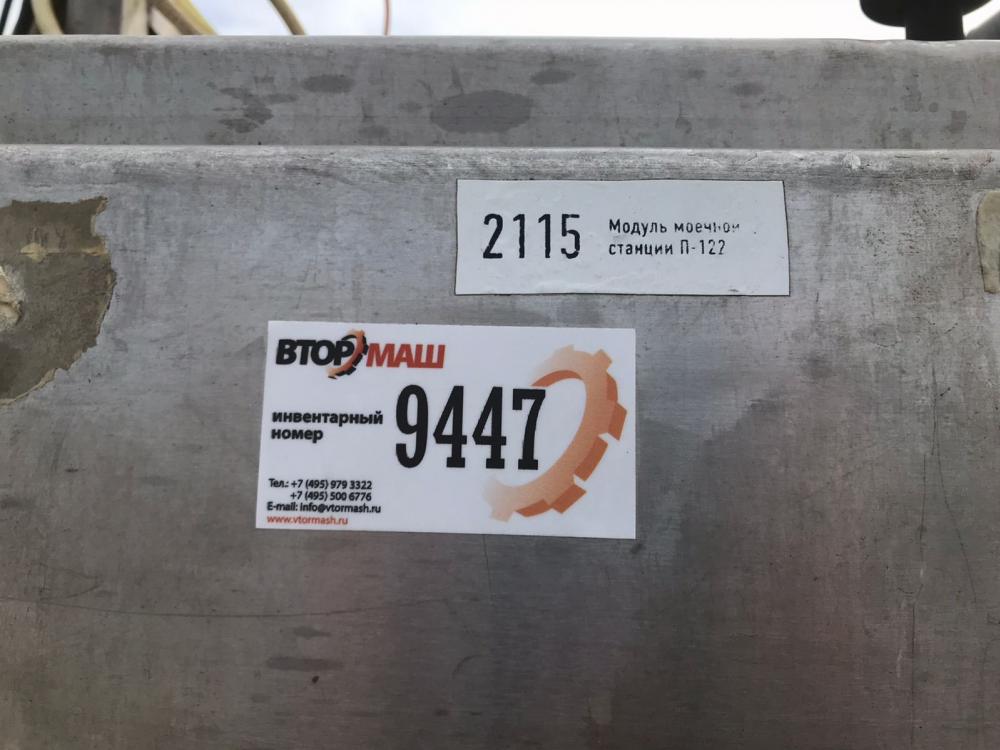 2115
Модуль моечной
станции П-122
ВТОРМАШ
инвентарный
номер
9447
Тел.: +7 (495) 979 3322
+7 (495) 500 6776
E-mail: info@vtormash.ru
www.vtormash.ru